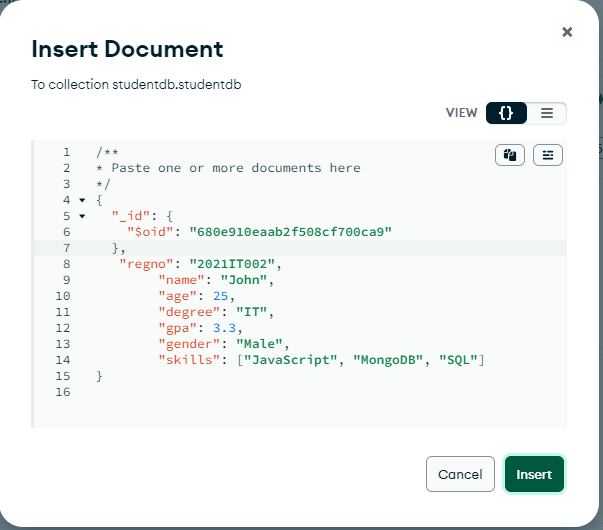 Insert Document
To collection studentdb.studentdb
VIEW {}
1 /**
2 * Paste one or more documents here
3 */
4 {
5 "_id": {
6 "$oid": "680e910eaab2f508cf700ca9"
7 },
8 "regno": "2021IT002",
9 "name": "John",
10 "age": 25,
11 "degree": "IT",
12 "gpa": 3.3,
13 "gender": "Male",
14 "skills": ["JavaScript", "MongoDB", "SQL"]
15 }
16
Cancel Insert